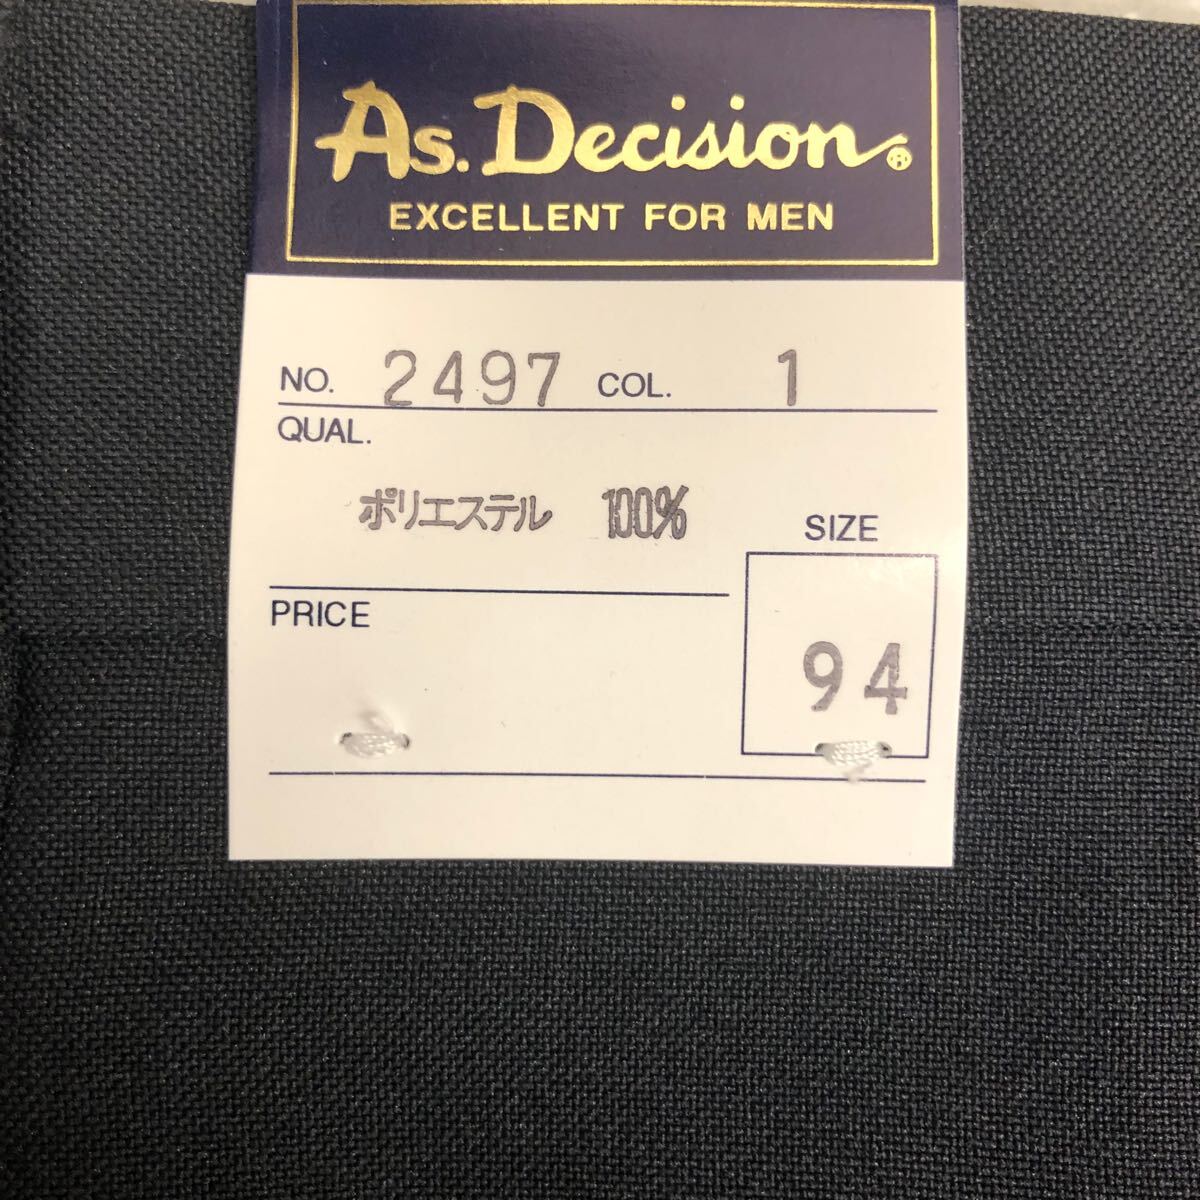 As. Decision®
EXCELLENT FOR MEN
NO. 2497 COL. 1
QUAL.
ポリエステル 100%
SIZE
PRICE
94